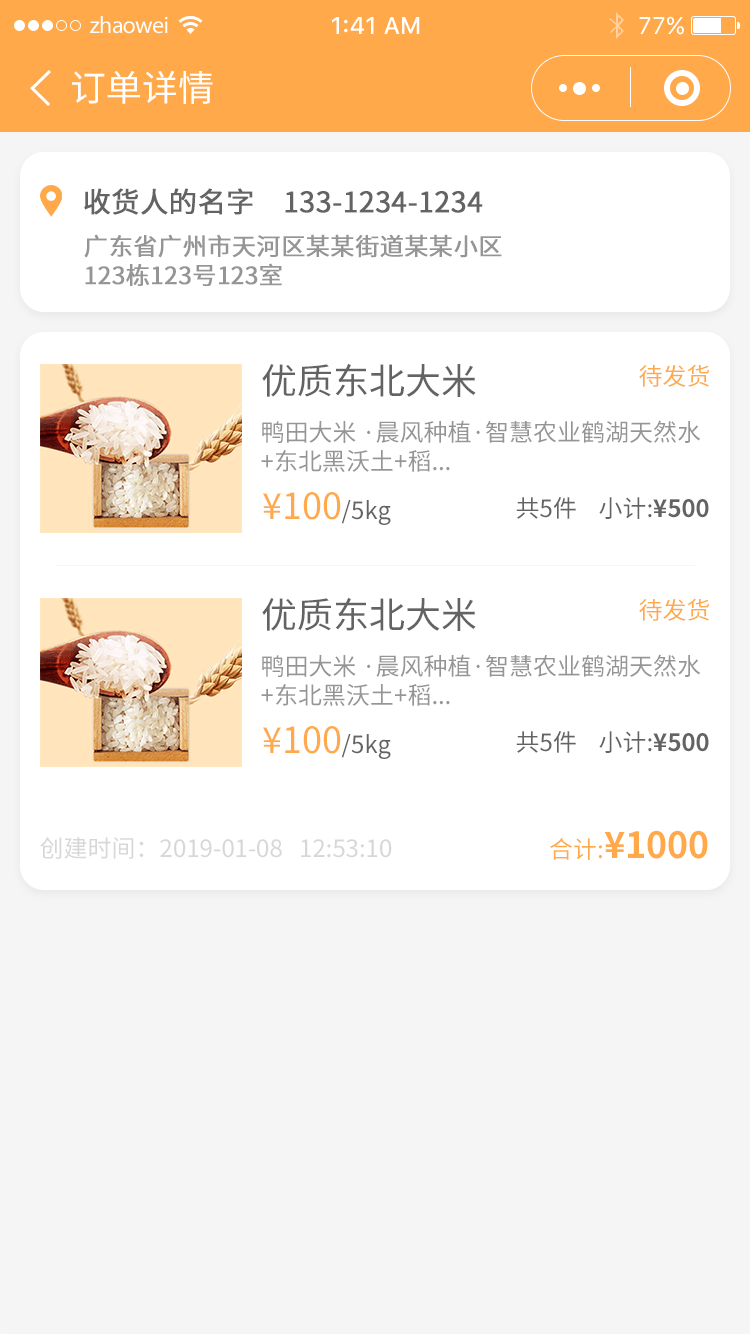 zhaowei 1:41 AM 77%
订单详情
收货人的名字 133-1234-1234
广东省广州市天河区某某街道某某小区
123栋123号123室
优质东北大米 待发货
鸭田大米 ·晨风种植·智慧农业鹤湖天然水
+东北黑沃土+稻...
¥100/5kg 共5件 小计:¥500
优质东北大米 待发货
鸭田大米 ·晨风种植·智慧农业鹤湖天然水
+东北黑沃土+稻...
¥100/5kg 共5件 小计:¥500
创建时间：2019-01-08 12:53:10 合计:¥1000